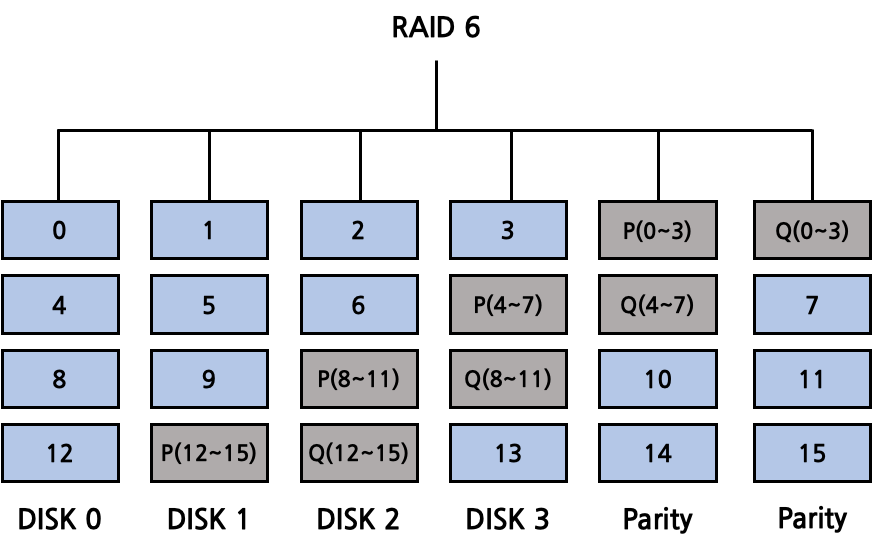 RAID 6
0 1 2 3 P(0~3) Q(0~3)
4 5 6 P(4~7) Q(4~7) 7
8 9 P(8~11) Q(8~11) 10 11
12 P(12~15) Q(12~15) 13 14 15
DISK 0 DISK 1 DISK 2 DISK 3 Parity Parity